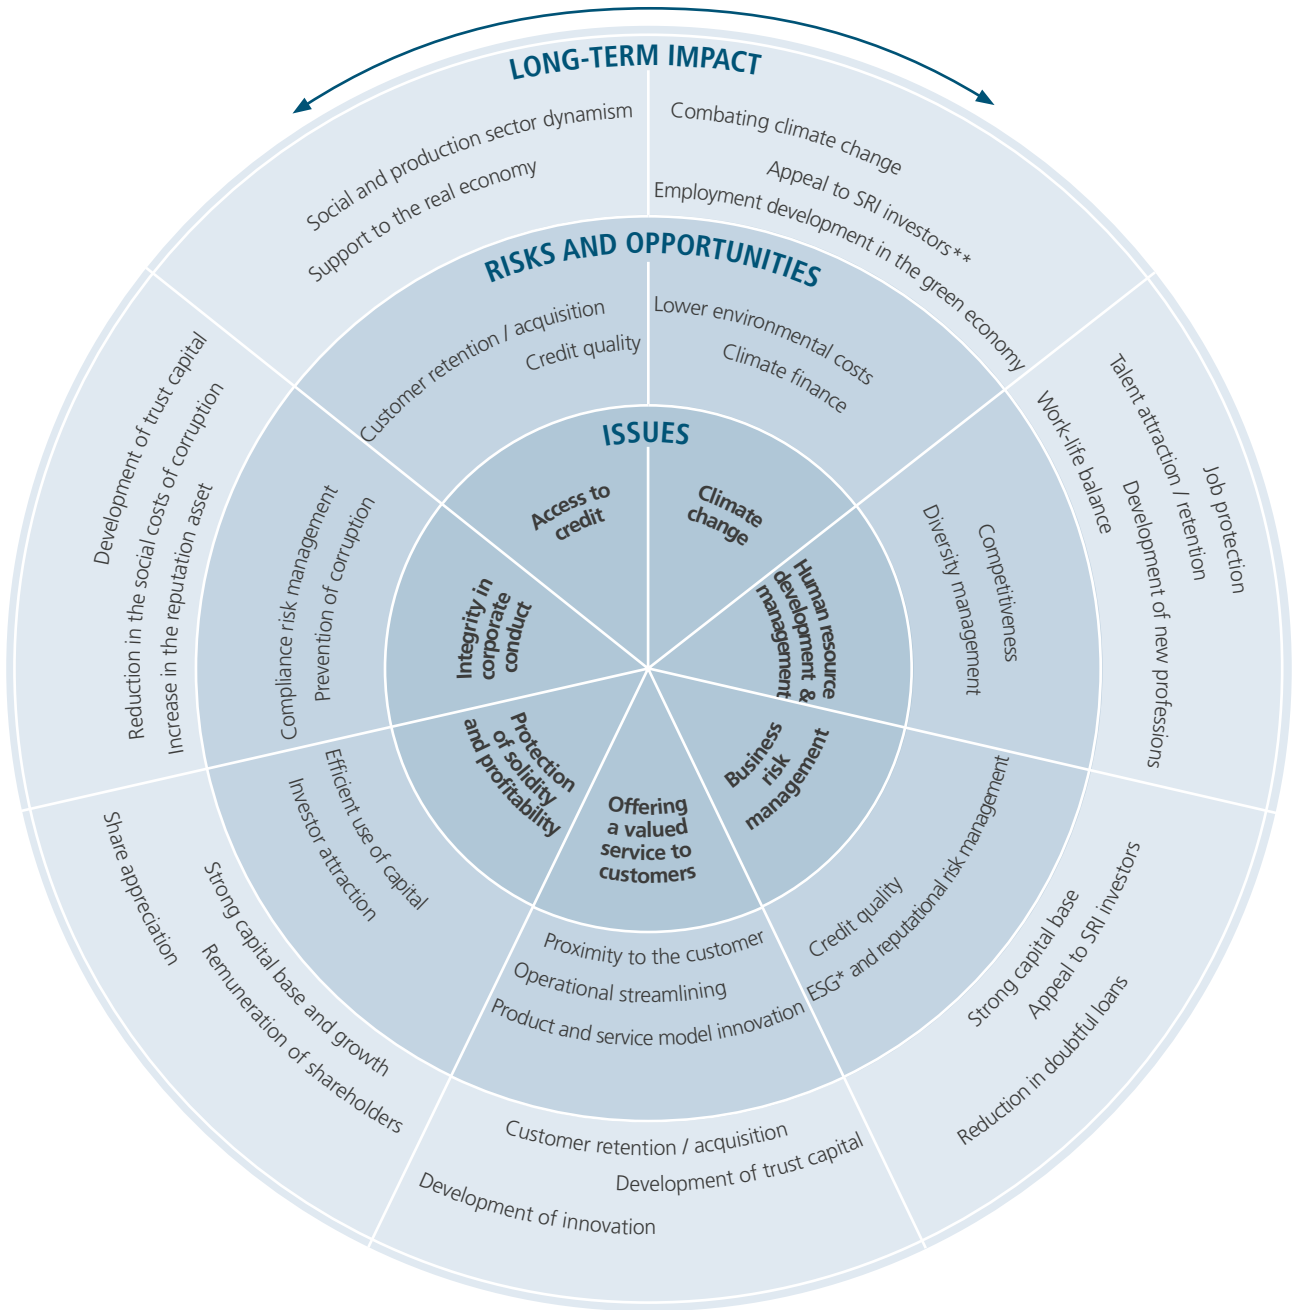 LONG-TERM IMPACT
Social and production sector dynamism
Support to the real economy
Combating climate change
Appeal to SRI investors**
Employment development in the green economy
Talent attraction / retention
Job protection
Work-life balance
Development of new professions
Strong capital base
Appeal to SRI investors
Reduction in doubtful loans
Customer retention / acquisition
Development of trust capital
Development of innovation
Share appreciation
Strong capital base and growth
Remuneration of shareholders
Development of trust capital
Reduction in the social costs of corruption
Increase in the reputation asset
RISKS AND OPPORTUNITIES
Customer retention / acquisition
Credit quality
Lower environmental costs
Climate finance
Competitiveness
Diversity management
Credit quality
ESG* and reputational risk management
Proximity to the customer
Operational streamlining
Product and service model innovation
Efficient use of capital
Investor attraction
Compliance risk management
Prevention of corruption
ISSUES
Access to
credit
Climate
change
Human resource
development &
management
Business
risk
management
Offering
a valued
service to
customers
Protection
of solidity
and profitability
Integrity in
corporate
conduct